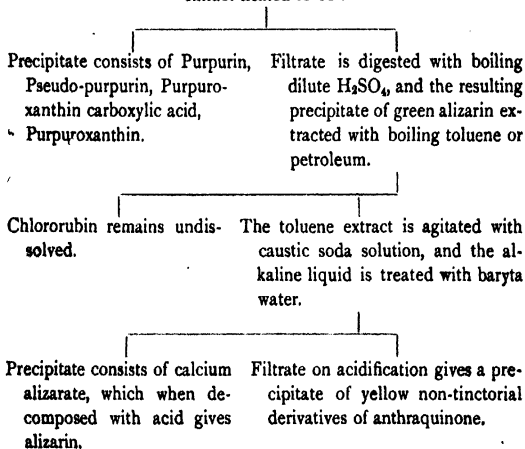 Precipitate consists of Purpurin,
Pseudo-purpurin, Purpuro-
xanthin carboxylic acid,
Purpuroxanthin.
Filtrate is digested with boiling
dilute H₂SO₄, and the resulting
precipitate of green alizarin ex-
tracted with boiling toluene or
petroleum.
Chlororubin remains undis-
solved.
The toluene extract is agitated with
caustic soda solution, and the al-
kaline liquid is treated with baryta
water.
Precipitate consists of calcium
alizarate, which when de-
composed with acid gives
alizarin.
Filtrate on acidification gives a pre-
cipitate of yellow non-tinctorial
derivatives of anthraquinone.